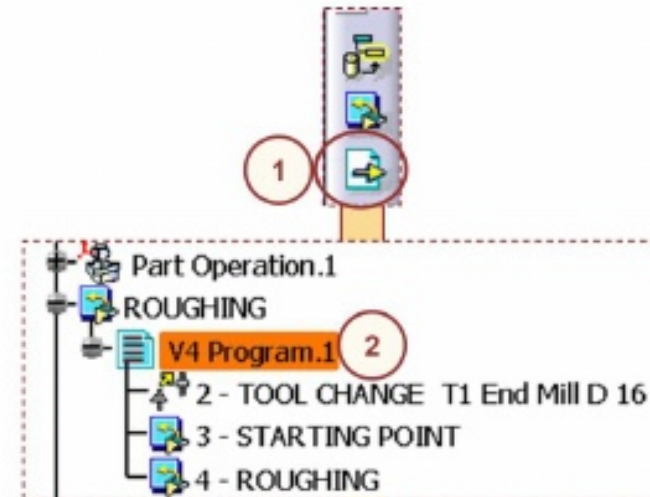 1
Part Operation.1
ROUGHING
V4 Program.1 2
2 - TOOL CHANGE T1 End Mill D 16
3 - STARTING POINT
4 - ROUGHING